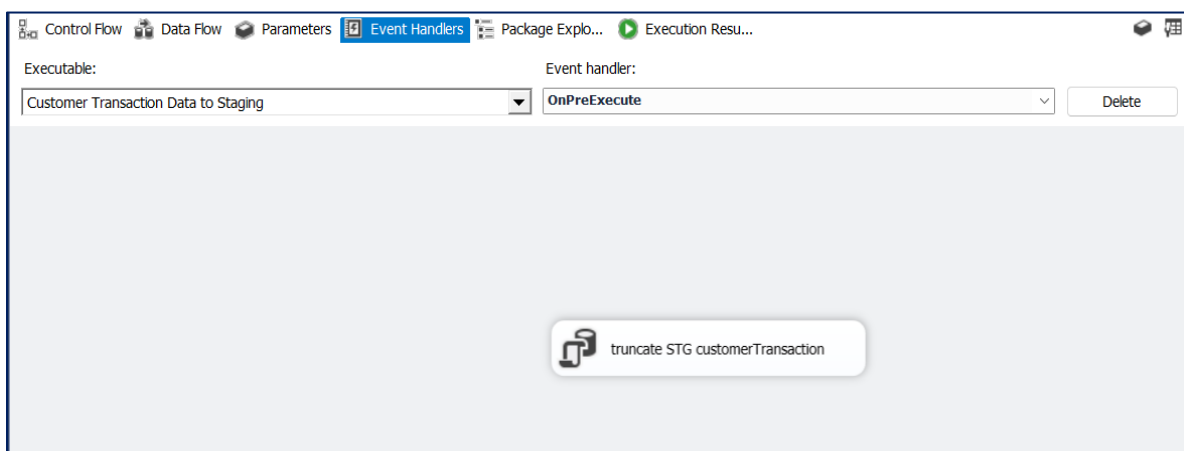 Control Flow Data Flow Parameters Event Handlers Package Explo... Execution Resu...
Executable: Event handler:
Customer Transaction Data to Staging OnPreExecute Delete
truncate STG customerTransaction